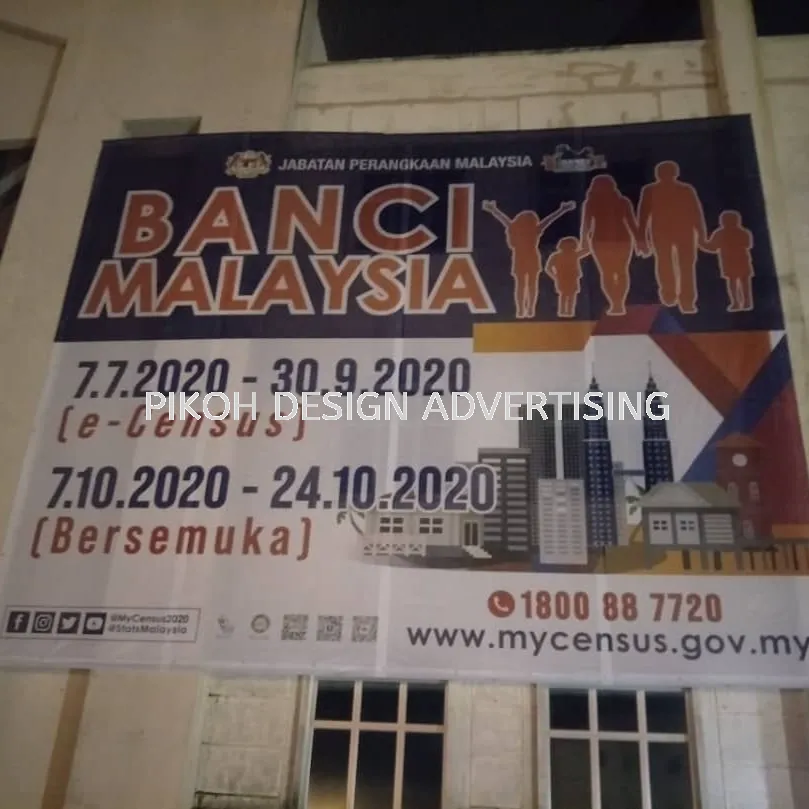 JABATAN PERANGKAAN MALAYSIA
BANCI
MALAYSIA
7.7.2020 - 30.9.2020
PIKOH DESIGN ADVERTISING
(e-Census)
7.10.2020 - 24.10.2020
(Bersemuka)
1800 88 7720
@MyCensus2020
@StatsMalaysia
www.mycensus.gov.my